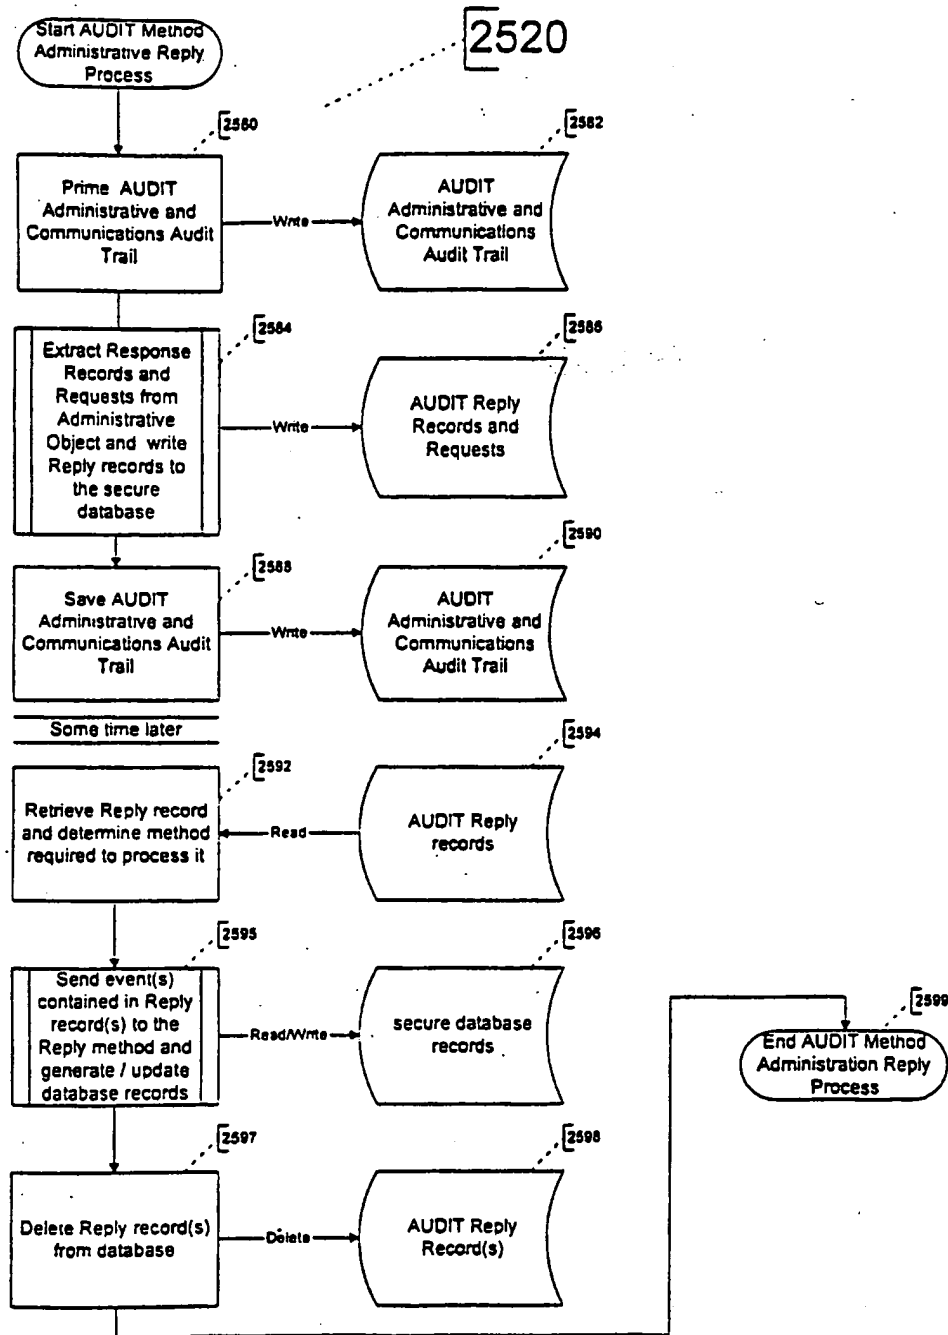 Start AUDIT Method
Administrative Reply
Process
2520
2580
2582
Prime AUDIT
Administrative and
Communications Audit
Trail
Write
AUDIT
Administrative and
Communications
Audit Trail
2584
2586
Extract Response
Records and
Requests from
Administrative
Object and write
Reply records to
the secure
database
Write
AUDIT Reply
Records and
Requests
2588
2590
Save AUDIT
Administrative and
Communications Audit
Trail
Write
AUDIT
Administrative and
Communications
Audit Trail
Some time later
2592
2594
Retrieve Reply record
and determine method
required to process it
Read
AUDIT Reply
records
2595
2596
Send event(s)
contained in Reply
record(s) to the
Reply method and
generate / update
database records
Read/Write
secure database
records
2599
End AUDIT Method
Administration Reply
Process
2597
2598
Delete Reply record(s)
from database
Delete
AUDIT Reply
Record(s)